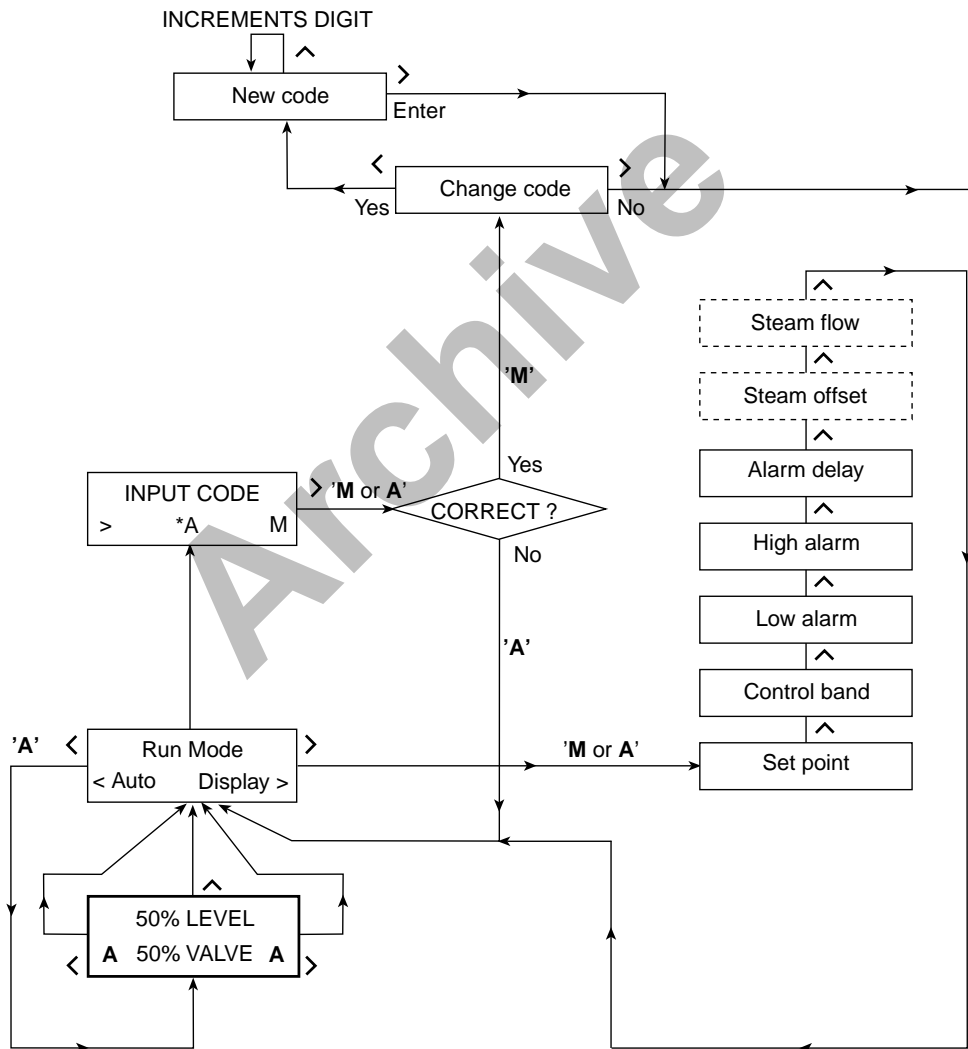 INCREMENTS DIGIT
^
New code
>
Enter
<
Change code
>
Yes
No
^
Steam flow
^
Steam offset
^
Alarm delay
^
High alarm
^
Low alarm
^
Control band
^
Set point
'M'
Yes
INPUT CODE
> *A M
>
'M or A'
CORRECT ?
No
'A'
'A'
<
Run Mode
< Auto Display >
>
'M or A'
^
50% LEVEL
A 50% VALVE A
<
>
Archive